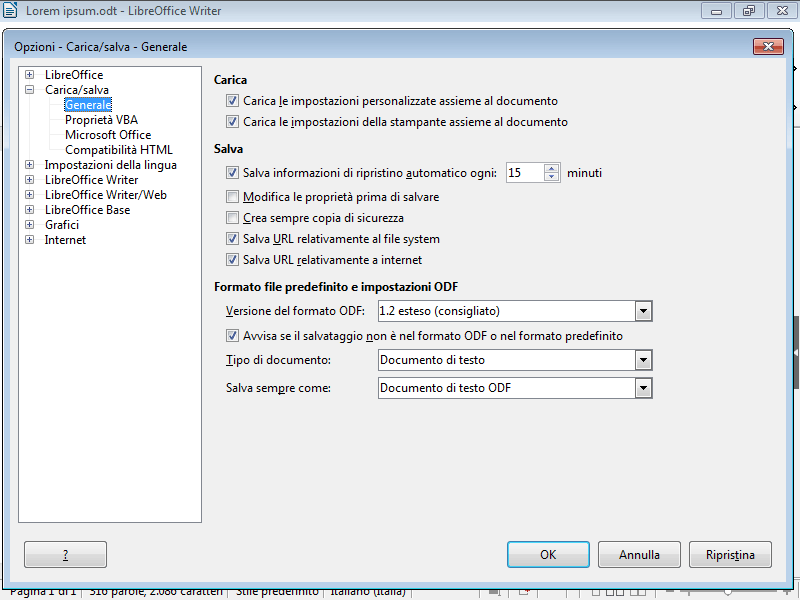 Lorem ipsum.odt - LibreOffice Writer
Opzioni - Carica/salva - Generale
LibreOffice
Carica/salva
Generale
Proprietà VBA
Microsoft Office
Compatibilità HTML
Impostazioni della lingua
LibreOffice Writer
LibreOffice Writer/Web
LibreOffice Base
Grafici
Internet
Carica
Carica le impostazioni personalizzate assieme al documento
Carica le impostazioni della stampante assieme al documento
Salva
Salva informazioni di ripristino automatico ogni: 15 minuti
Modifica le proprietà prima di salvare
Crea sempre copia di sicurezza
Salva URL relativamente al file system
Salva URL relativamente a internet
Formato file predefinito e impostazioni ODF
Versione del formato ODF: 1.2 esteso (consigliato)
Avvisa se il salvataggio non è nel formato ODF o nel formato predefinito
Tipo di documento: Documento di testo
Salva sempre come: Documento di testo ODF
? OK Annulla Ripristina
Pagina 1 di 1 316 parole, 2.086 caratteri Stile predefinito Italiano (Italia)